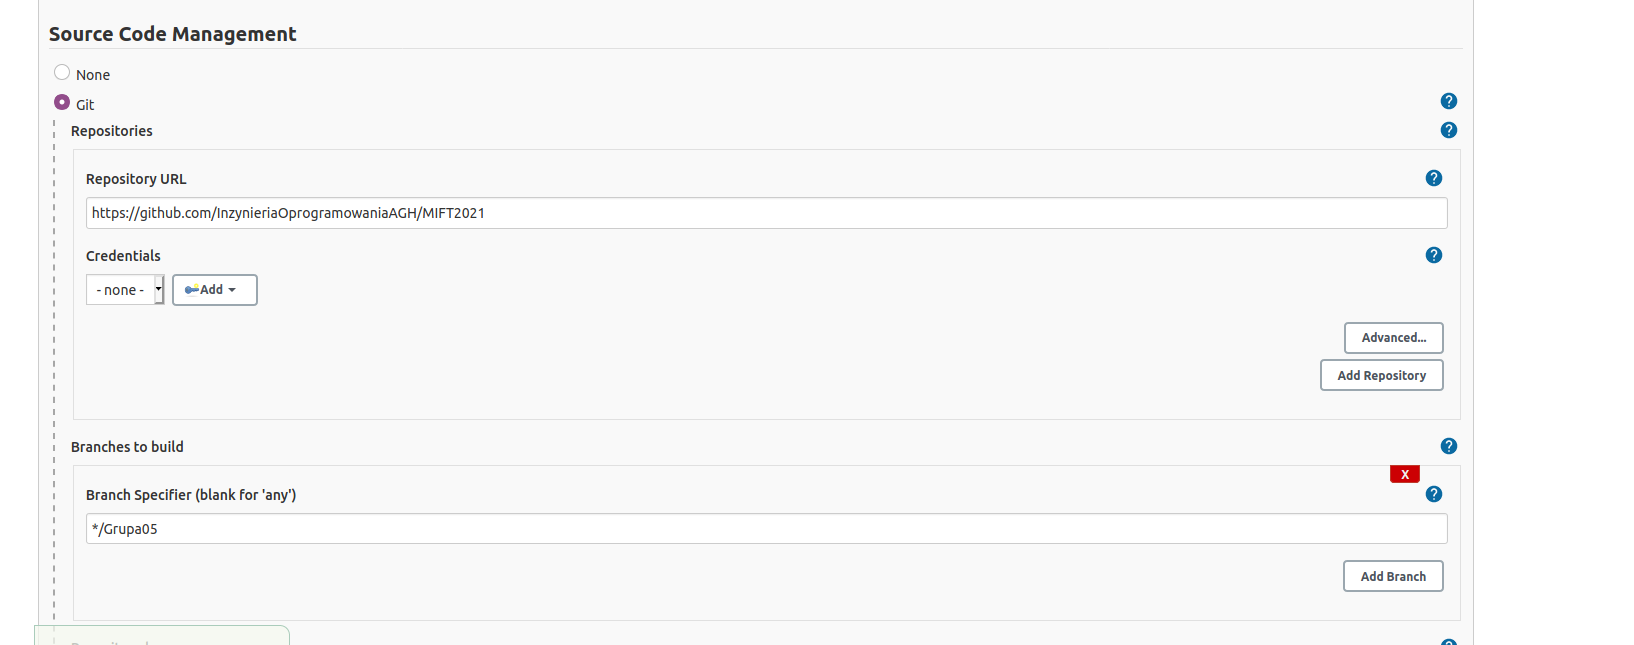 Source Code Management
None
Git
?
Repositories
?
Repository URL
?
https://github.com/InzynieriaOprogramowaniaAGH/MIFT2021
Credentials
?
- none -
Add
Advanced...
Add Repository
Branches to build
?
X
Branch Specifier (blank for 'any')
?
*/Grupa05
Add Branch
?